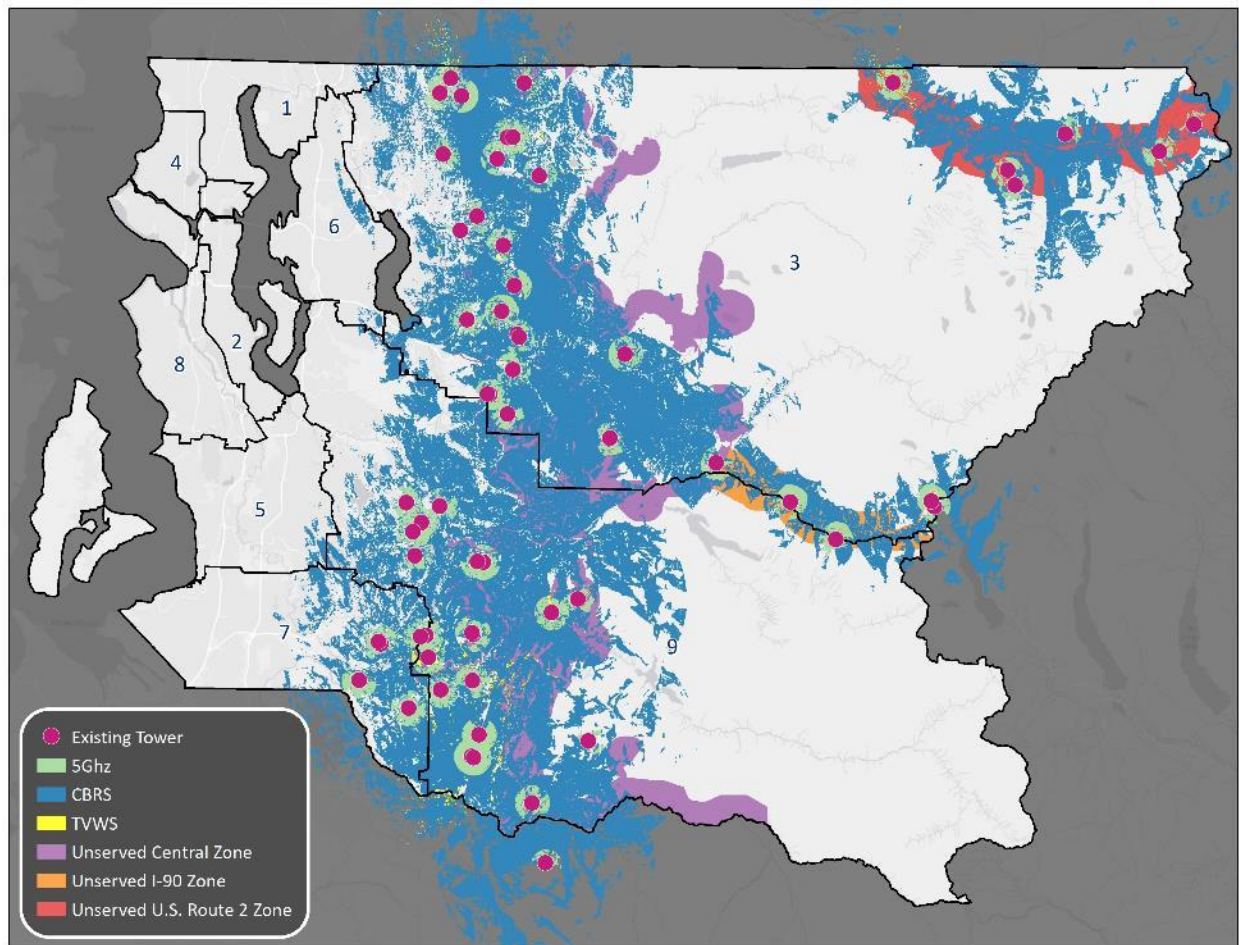 1
4
6
3
2
8
5
7
9
Existing Tower
5Ghz
CBRS
TVWS
Unserved Central Zone
Unserved I-90 Zone
Unserved U.S. Route 2 Zone